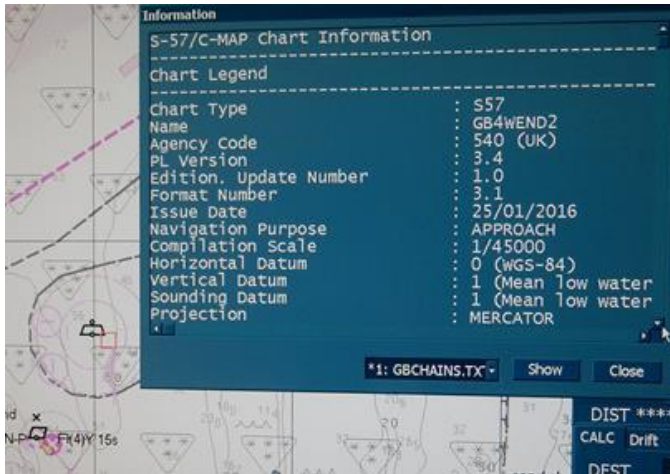 Information
S-57/C-MAP Chart Information
Chart Legend
Chart Type : S57
Name : GB4WEND2
Agency Code : 540 (UK)
PL Version : 3.4
Edition. Update Number : 1.0
Format Number : 3.1
Issue Date : 25/01/2016
Navigation Purpose : APPROACH
Compilation Scale : 1/45000
Horizontal Datum : 0 (WGS-84)
Vertical Datum : 1 (Mean low water
Sounding Datum : 1 (Mean low water
Projection : MERCATOR
*1: GBCHAINS.TX Show Close
DIST ****
CALC Drift
DEST
Fl(4)Y 15s